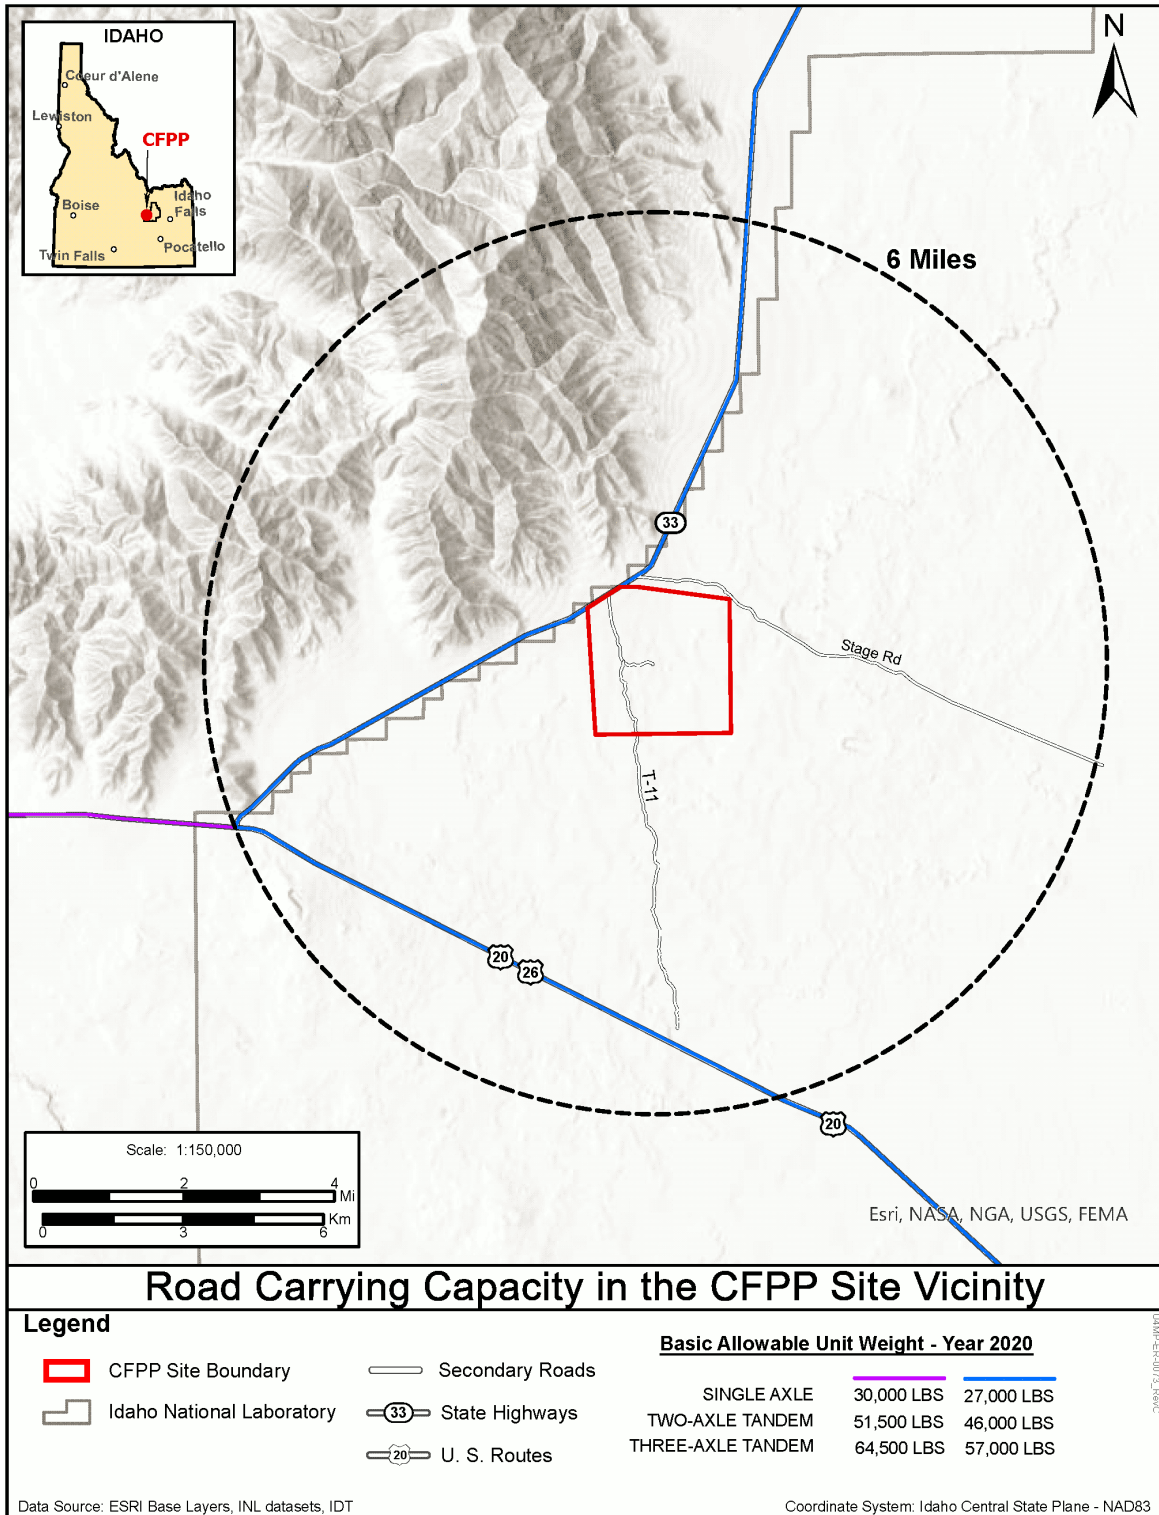 IDAHO
Coeur d'Alene
Lewiston
CFPP
Boise
Idaho
Falls
Twin Falls
Pocatello
N
6 Miles
33
Stage Rd
T-11
20
26
20
Scale: 1:150,000
0 2 4
Mi
Km
0 3 6
Esri, NASA, NGA, USGS, FEMA
Road Carrying Capacity in the CFPP Site Vicinity
Legend
CFPP Site Boundary
Idaho National Laboratory
Secondary Roads
33 State Highways
20 U. S. Routes
Basic Allowable Unit Weight - Year 2020
SINGLE AXLE 30,000 LBS 27,000 LBS
TWO-AXLE TANDEM 51,500 LBS 46,000 LBS
THREE-AXLE TANDEM 64,500 LBS 57,000 LBS
Data Source: ESRI Base Layers, INL datasets, IDT
Coordinate System: Idaho Central State Plane - NAD83